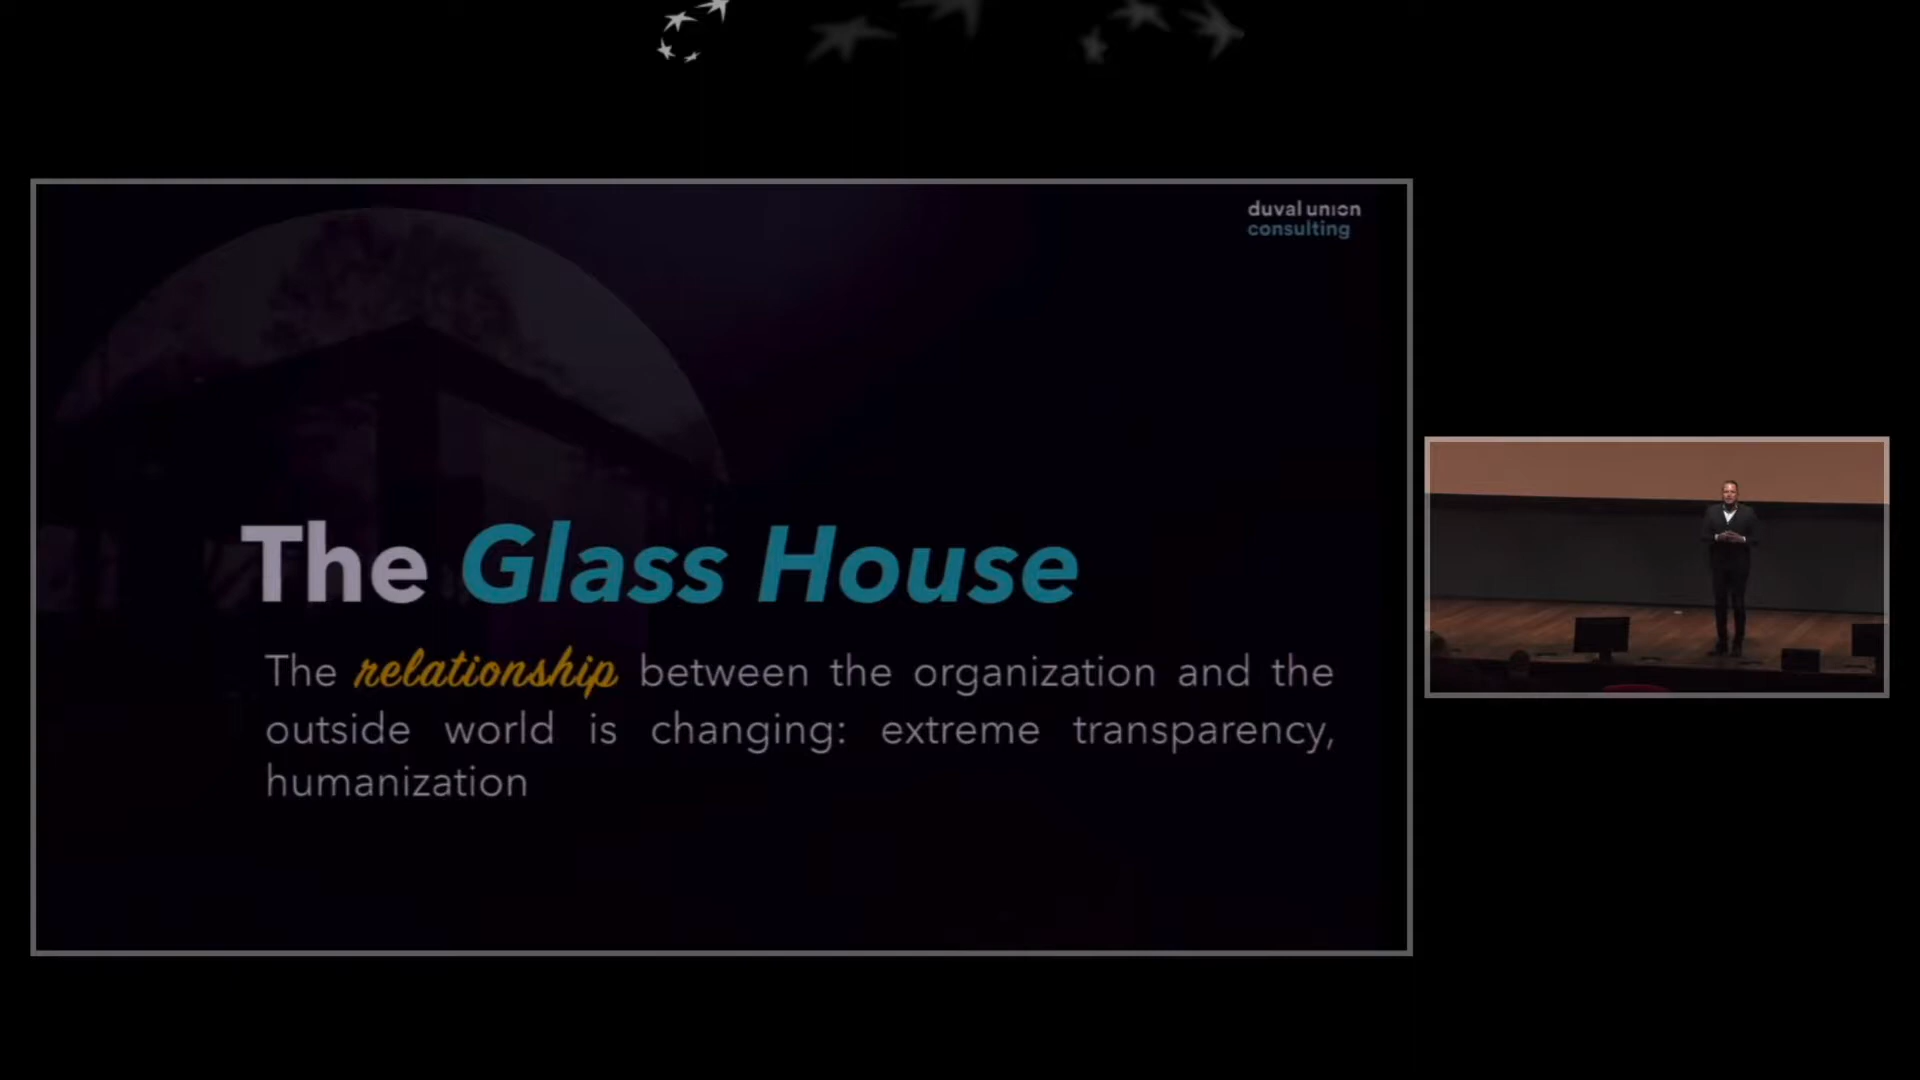 duval union
consulting
The Glass House
The relationship between the organization and the
outside world is changing: extreme transparency,
humanization